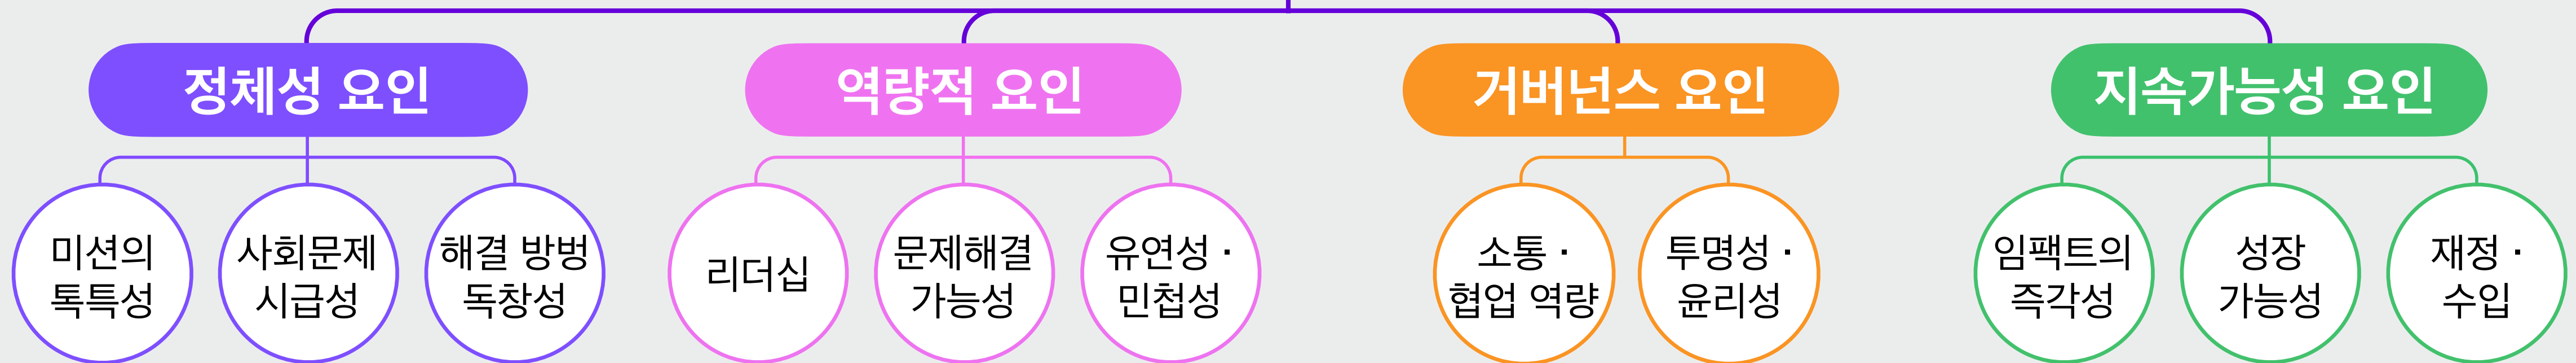 정체성 요인
역량적 요인
거버넌스 요인
지속가능성 요인
미션의
톡특성
사회문제
시급성
해결 방벙
독창성
리더십
문제해결
가능성
유연성 ·
민첩성
소통 ·
협업 역량
투명성 ·
윤리성
임팩트의
즉각성
성장
가능성
재정 ·
수입